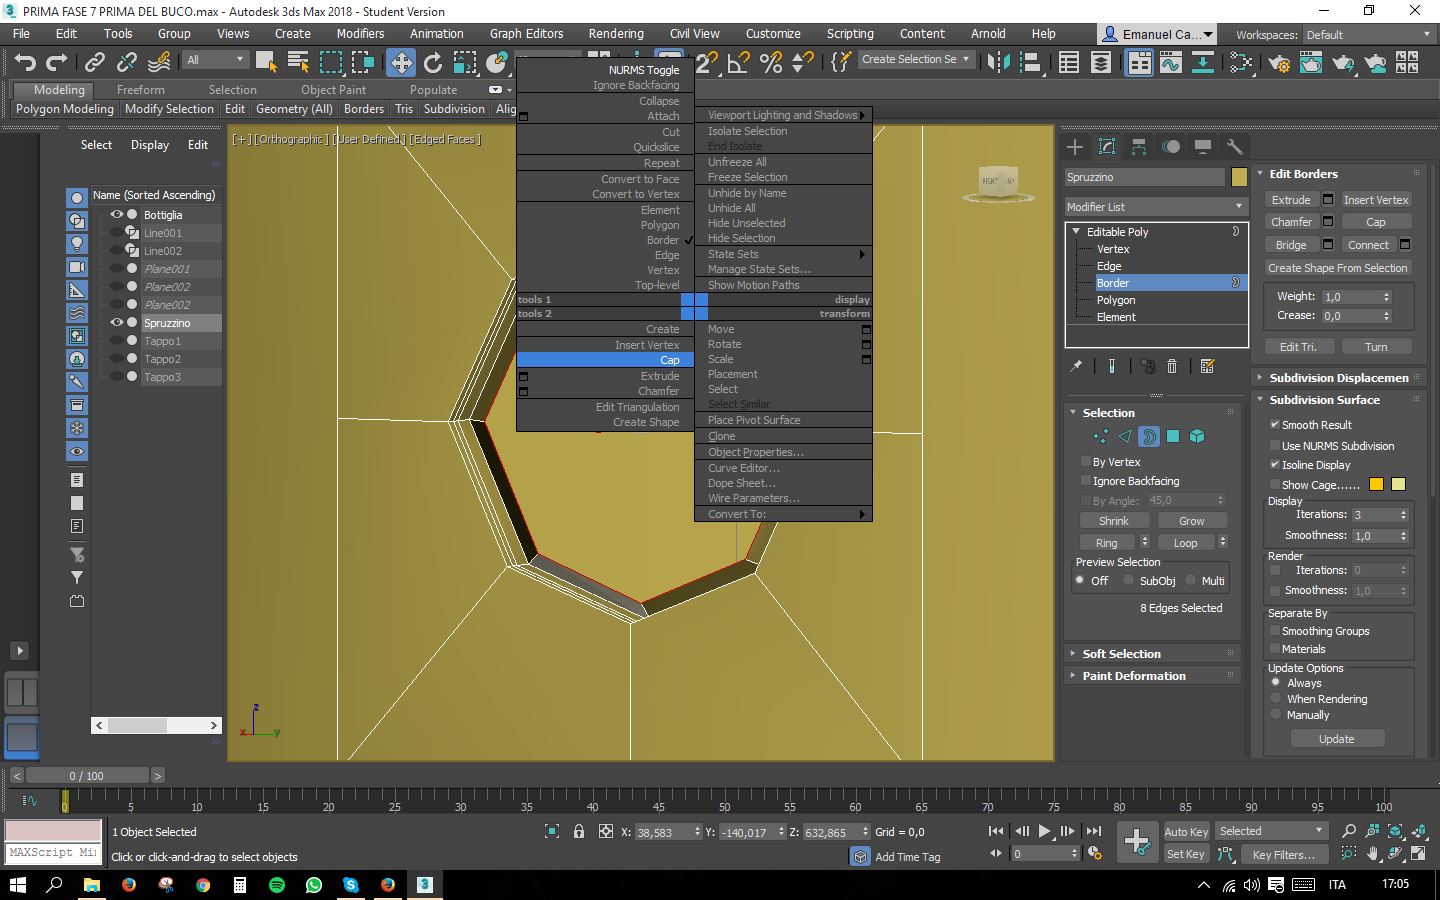 PRIMA FASE 7 PRIMA DEL BUCO.max - Autodesk 3ds Max 2018 - Student Version
File Edit Tools Group Views Create Modifiers Animation Graph Editors Rendering Civil View Customize Scripting Content Arnold Help Emanuel Ca... Workspaces: Default
All Create Selection Se
Modeling Freeform Selection Object Paint Populate
Polygon Modeling Modify Selection Edit Geometry (All) Borders Tris Subdivision Alig
Select Display Edit
Name (Sorted Ascending)
Bottiglia
Line001
Line002
Plane001
Plane002
Plane002
Spruzzino
Tappo1
Tappo2
Tappo3
[+] [Orthographic] [User Defined] [Edged Faces]
NURMS Toggle
Ignore Backfacing
Collapse
Attach
Cut
Quickslice
Repeat
Convert to Face
Convert to Vertex
Element
Polygon
Border
Edge
Vertex
Top-level
tools 1
tools 2
Create
Insert Vertex
Cap
Extrude
Chamfer
Edit Triangulation
Create Shape
Viewport Lighting and Shadows
Isolate Selection
End Isolate
Unfreeze All
Freeze Selection
Unhide by Name
Unhide All
Hide Unselected
Hide Selection
State Sets
Manage State Sets...
Show Motion Paths
display
transform
Move
Rotate
Scale
Placement
Select
Select Similar
Place Pivot Surface
Clone
Object Properties...
Curve Editor...
Dope Sheet...
Wire Parameters...
Convert To:
RIGHT
z
x y
Spruzzino
Modifier List
Editable Poly
Vertex
Edge
Border
Polygon
Element
Selection
By Vertex
Ignore Backfacing
By Angle: 45,0
Shrink Grow
Ring Loop
Preview Selection
Off SubObj Multi
8 Edges Selected
Soft Selection
Paint Deformation
Edit Borders
Extrude Insert Vertex
Chamfer Cap
Bridge Connect
Create Shape From Selection
Weight: 1,0
Crease: 0,0
Edit Tri. Turn
Subdivision Displacemen
Subdivision Surface
Smooth Result
Use NURMS Subdivision
Isoline Display
Show Cage......
Display
Iterations: 3
Smoothness: 1,0
Render
Iterations: 0
Smoothness: 1,0
Separate By
Smoothing Groups
Materials
Update Options
Always
When Rendering
Manually
Update
0 / 100
0 5 10 15 20 25 30 35 40 45 50 55 60 65 70 75 80 85 90 95 100
1 Object Selected X: 38,583 Y: -140,017 Z: 632,865 Grid = 0,0 Auto Key Selected
MAXScript Mi Click or click-and-drag to select objects Add Time Tag 0 Set Key Key Filters...
ITA 17:05